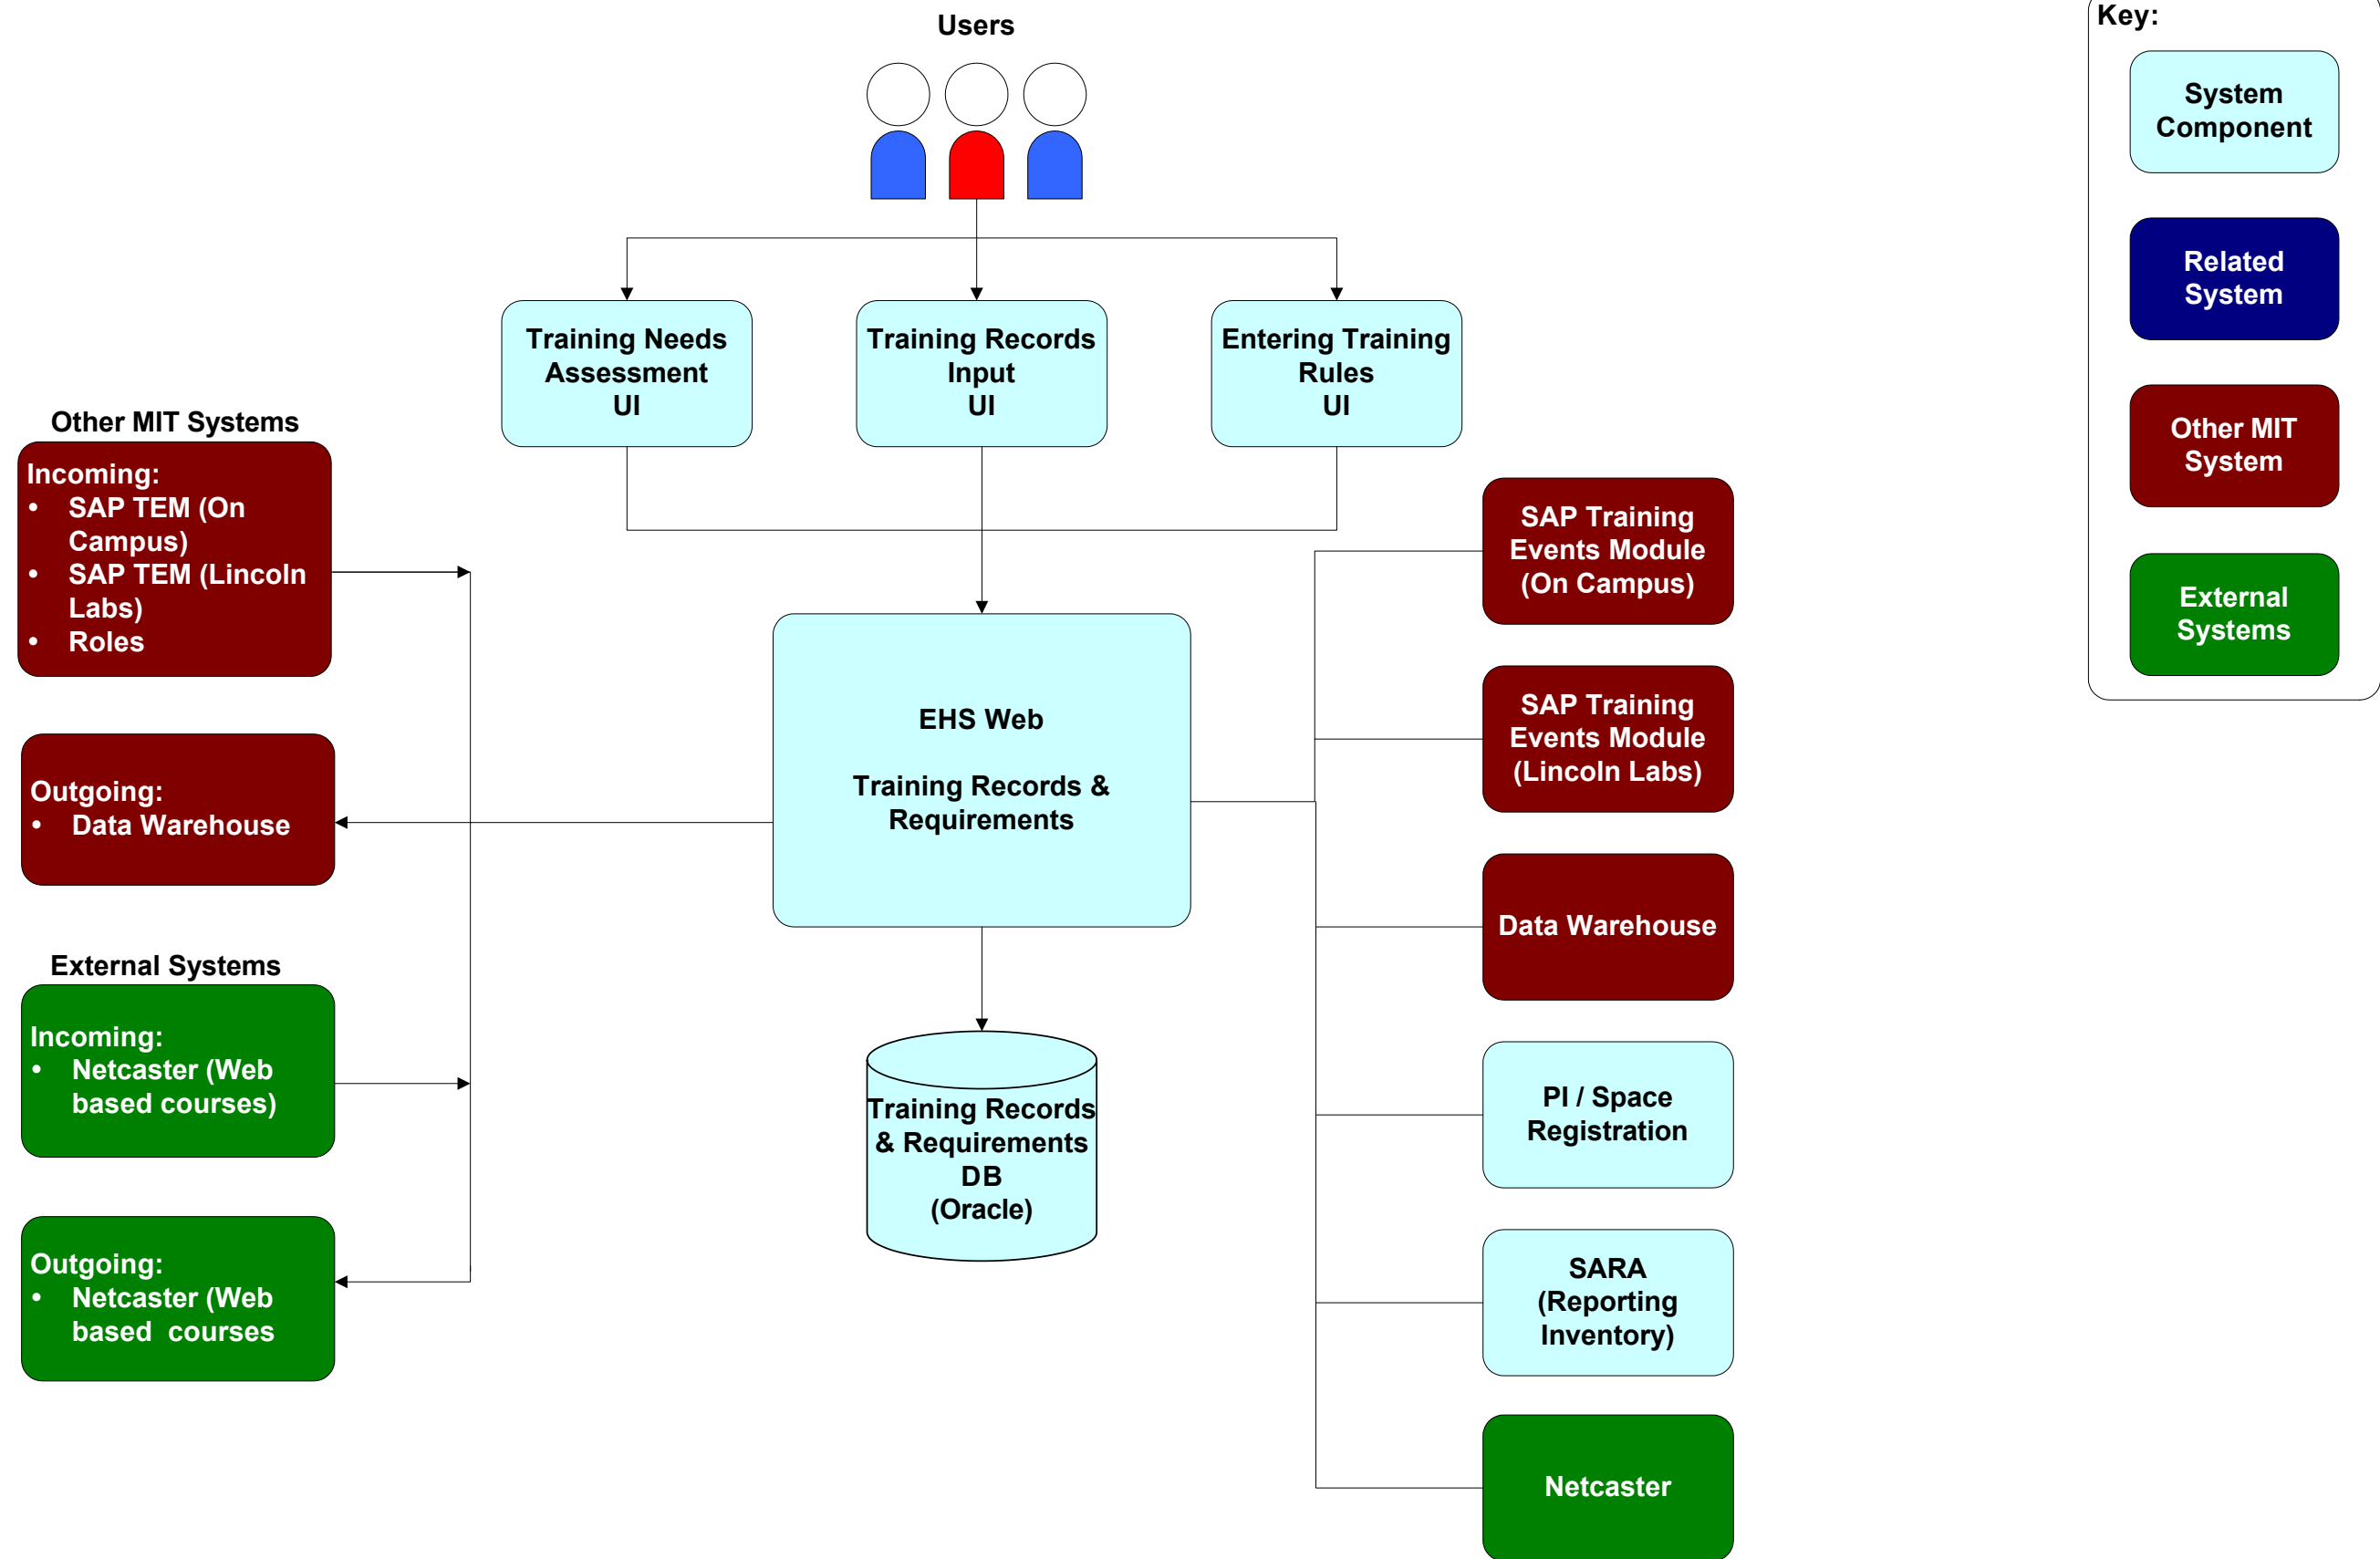 Users
Key:
System
Component
Related
System
Other MIT
System
External
Systems
Training Needs
Assessment
UI
Training Records
Input
UI
Entering Training
Rules
UI
Other MIT Systems
Incoming:
• SAP TEM (On
Campus)
• SAP TEM (Lincoln
Labs)
• Roles
Outgoing:
• Data Warehouse
External Systems
Incoming:
• Netcaster (Web
based courses)
Outgoing:
• Netcaster (Web
based  courses
EHS Web
Training Records &
Requirements
Training Records
& Requirements
DB
(Oracle)
SAP Training
Events Module
(On Campus)
SAP Training
Events Module
(Lincoln Labs)
Data Warehouse
PI / Space
Registration
SARA
(Reporting
Inventory)
Netcaster